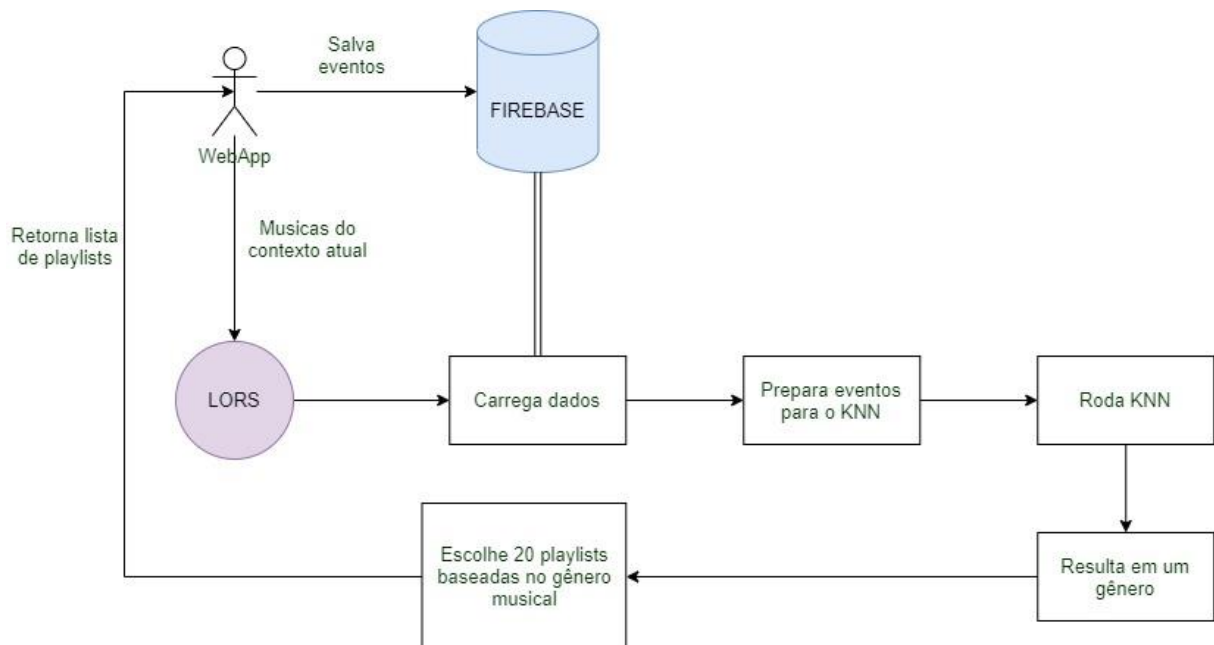 Salva
eventos
FIREBASE
WebApp
Retorna lista
de playlists
Musicas do
contexto atual
LORS
Carrega dados
Prepara eventos
para o KNN
Roda KNN
Escolhe 20 playlists
baseadas no gênero
musical
Resulta em um
gênero